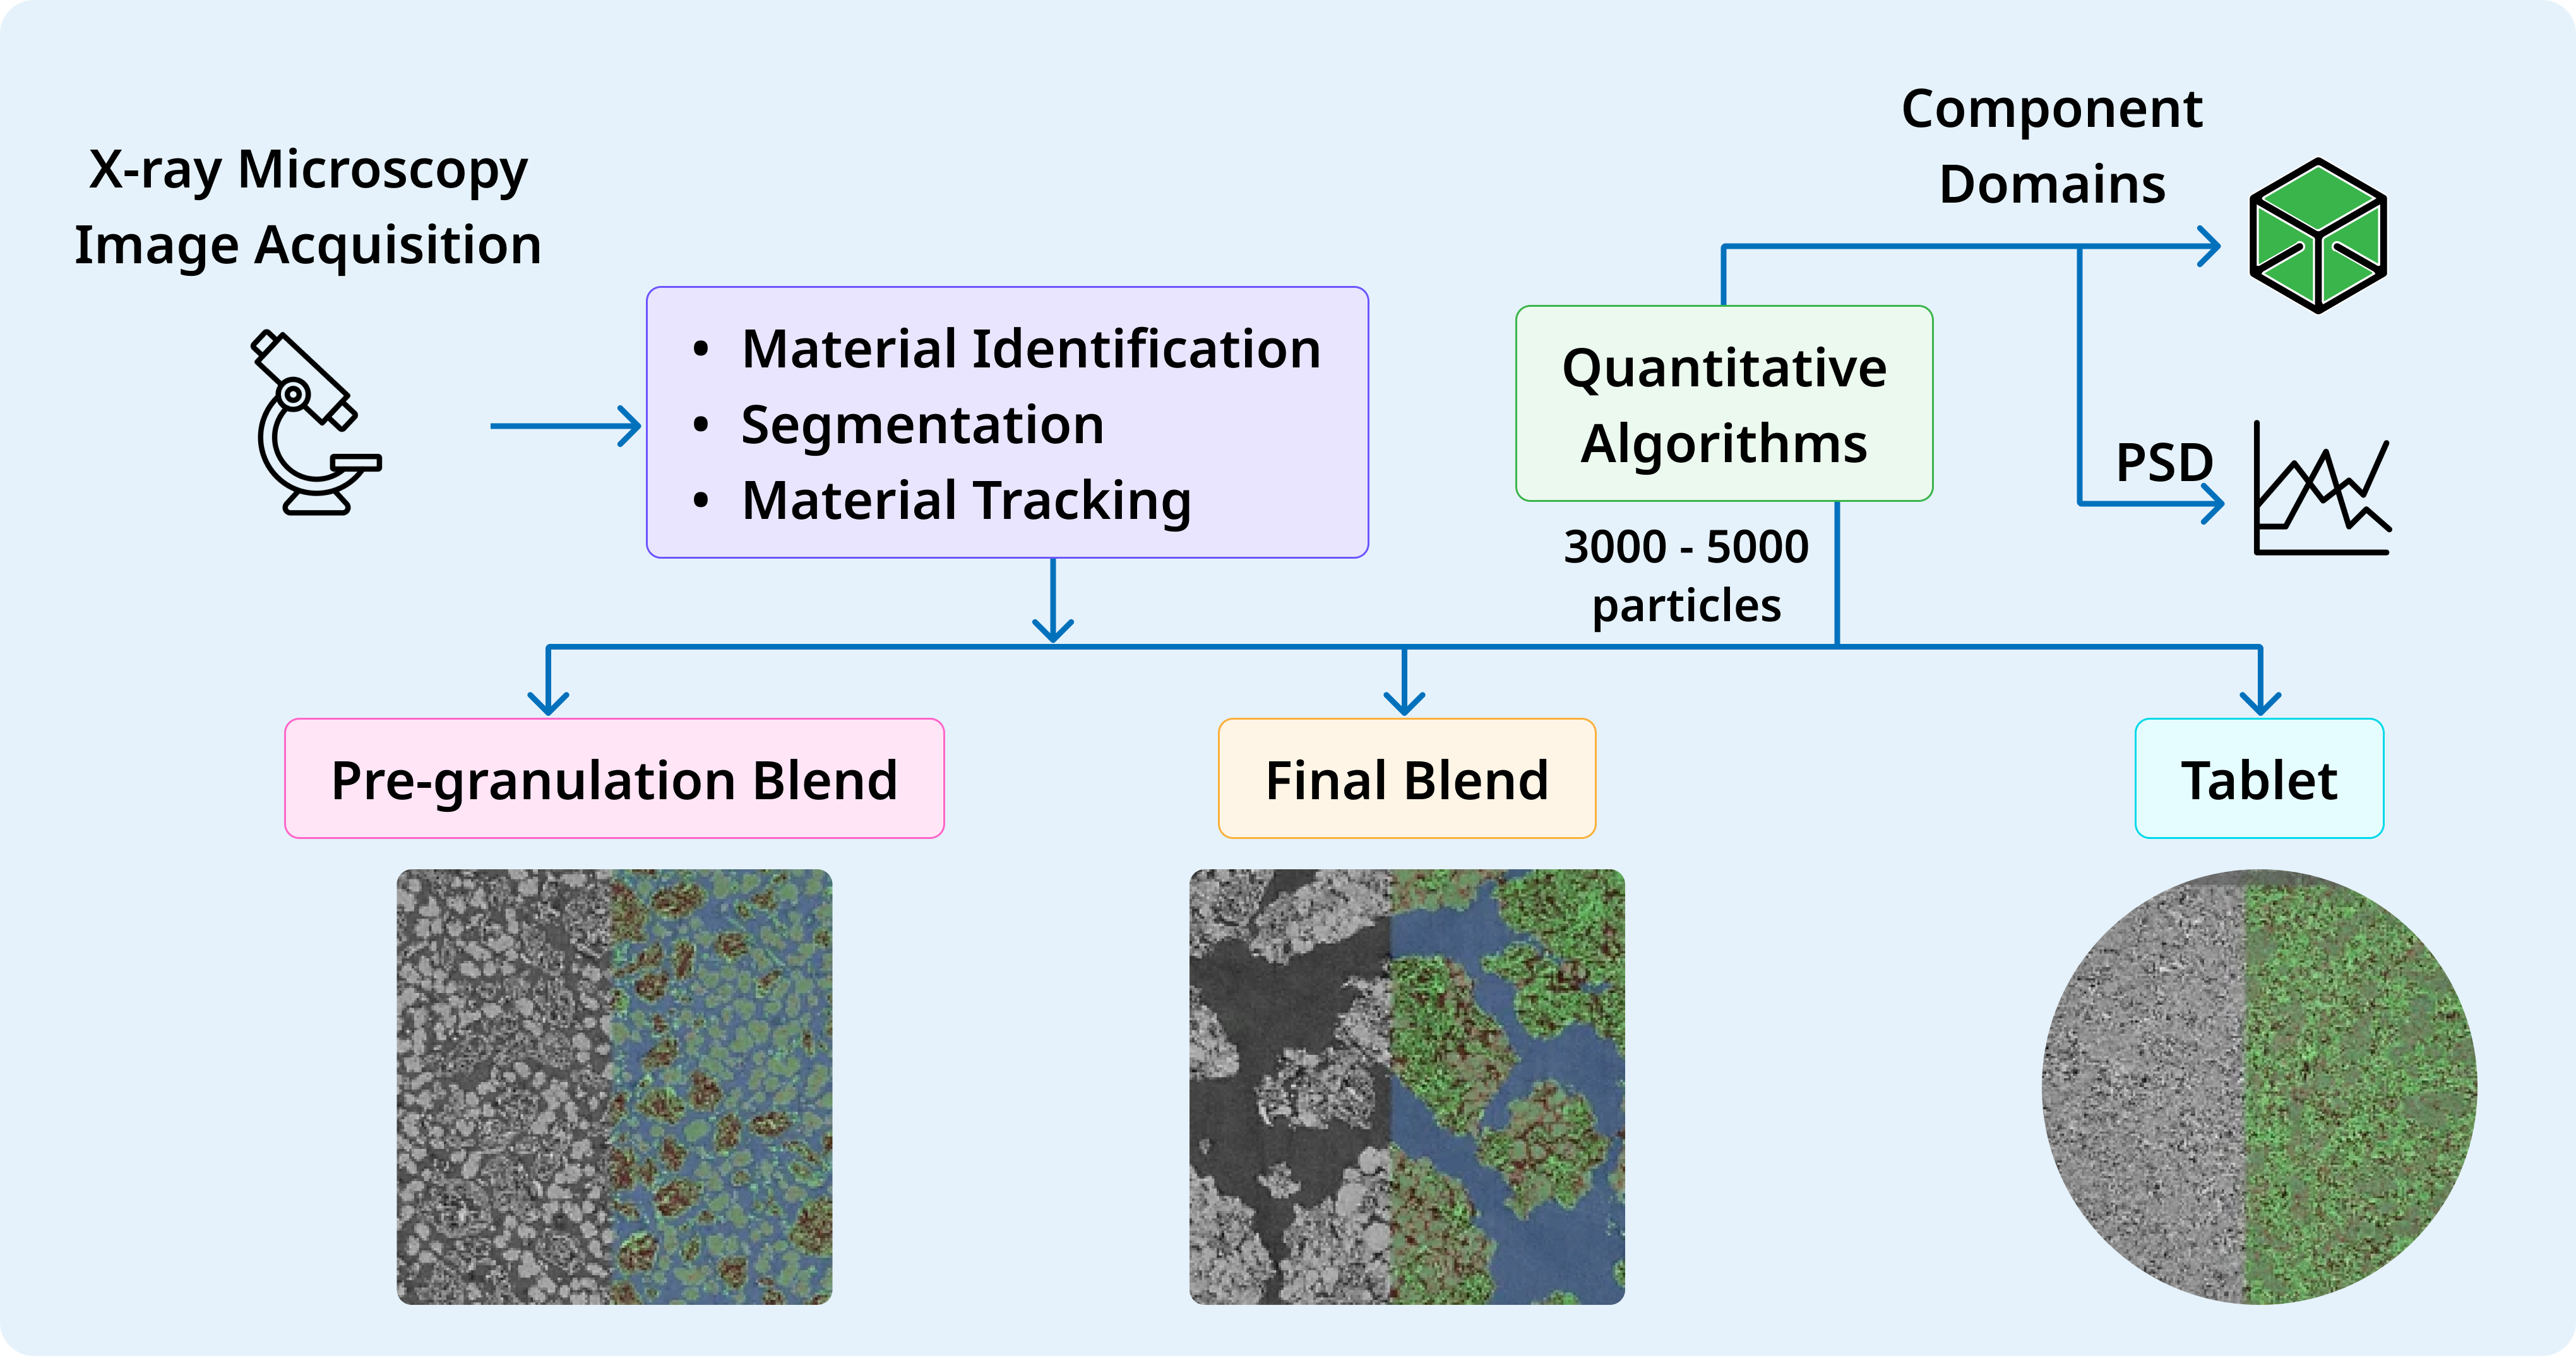 X-ray Microscopy
Image Acquisition
• Material Identification
• Segmentation
• Material Tracking
Quantitative
Algorithms
Component
Domains
PSD
3000 - 5000
particles
Pre-granulation Blend
Final Blend
Tablet